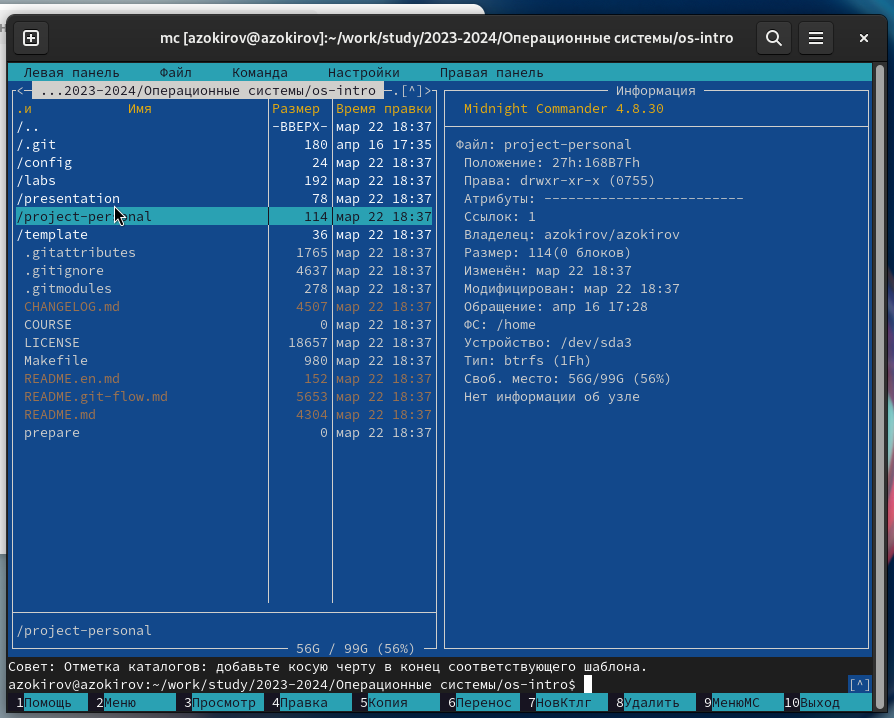 mc [azokirov@azokirov]:~/work/study/2023-2024/Операционные системы/os-intro
Левая панель Файл Команда Настройки Правая панель
<─ ...2023-2024/Операционные системы/os-intro ─.[^]>
.и Имя Размер Время правки
/.. -ВВЕРХ- мар 22 18:37
/.git 180 апр 16 17:35
/config 24 мар 22 18:37
/labs 192 мар 22 18:37
/presentation 78 мар 22 18:37
/project-personal 114 мар 22 18:37
/template 36 мар 22 18:37
.gitattributes 1765 мар 22 18:37
.gitignore 4637 мар 22 18:37
.gitmodules 278 мар 22 18:37
CHANGELOG.md 4507 мар 22 18:37
COURSE 0 мар 22 18:37
LICENSE 18657 мар 22 18:37
Makefile 980 мар 22 18:37
README.en.md 152 мар 22 18:37
README.git-flow.md 5653 мар 22 18:37
README.md 4304 мар 22 18:37
prepare 0 мар 22 18:37
/project-personal
56G / 99G (56%)
Информация
Midnight Commander 4.8.30
Файл: project-personal
Положение: 27h:168B7Fh
Права: drwxr-xr-x (0755)
Атрибуты: -------------------------
Ссылок: 1
Владелец: azokirov/azokirov
Размер: 114(0 блоков)
Изменён: мар 22 18:37
Модифицирован: мар 22 18:37
Обращение: апр 16 17:28
ФС: /home
Устройство: /dev/sda3
Тип: btrfs (1Fh)
Своб. место: 56G/99G (56%)
Нет информации об узле
Совет: Отметка каталогов: добавьте косую черту в конец соответствующего шаблона.
azokirov@azokirov:~/work/study/2023-2024/Операционные системы/os-intro$ [^]
1Помощь 2Меню 3Просмотр 4Правка 5Копия 6Перенос 7НовКтлг 8Удалить 9МенюMC 10Выход